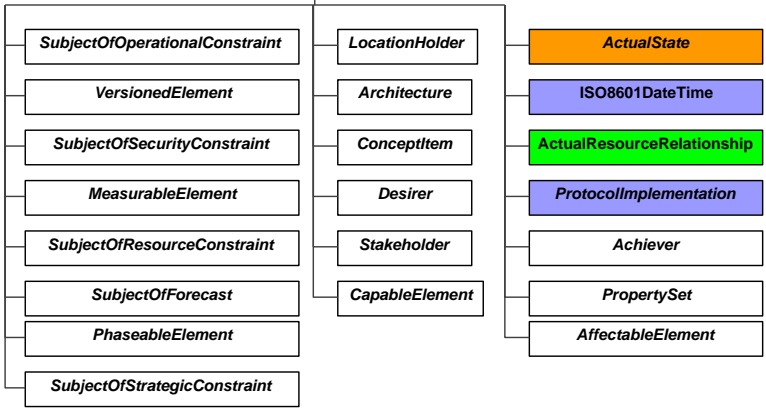 SubjectOfOperationalConstraint
VersionedElement
SubjectOfSecurityConstraint
MeasurableElement
SubjectOfResourceConstraint
SubjectOfForecast
PhaseableElement
SubjectOfStrategicConstraint
LocationHolder
Architecture
ConceptItem
Desirer
Stakeholder
CapableElement
ActualState
ISO8601DateTime
ActualResourceRelationship
ProtocolImplementation
Achiever
PropertySet
AffectableElement